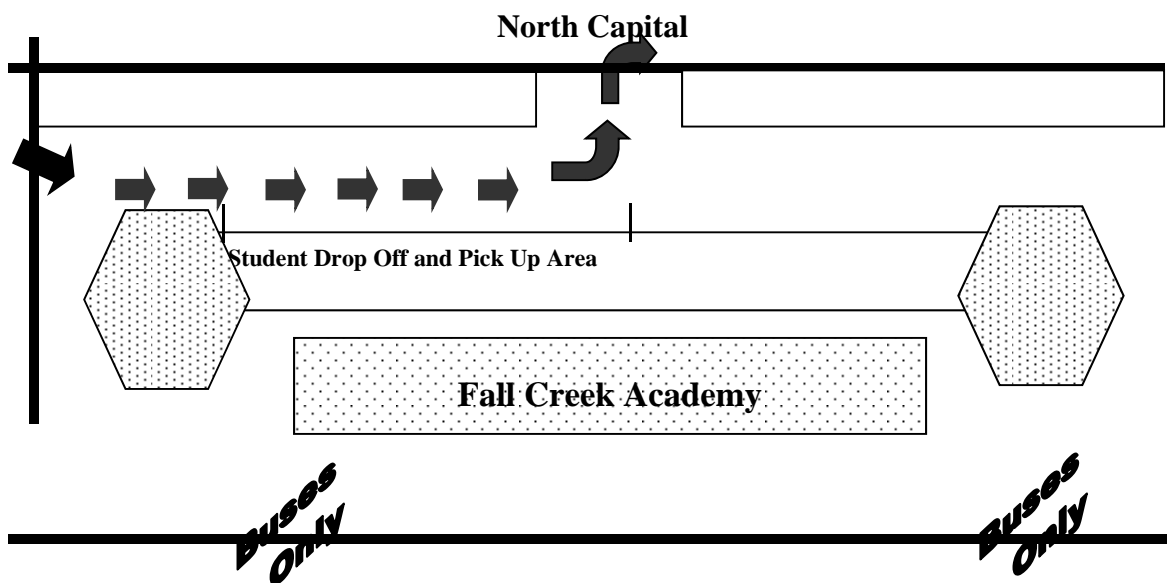 North Capital
Student Drop Off and Pick Up Area
Fall Creek Academy
Buses
Only
Buses
Only